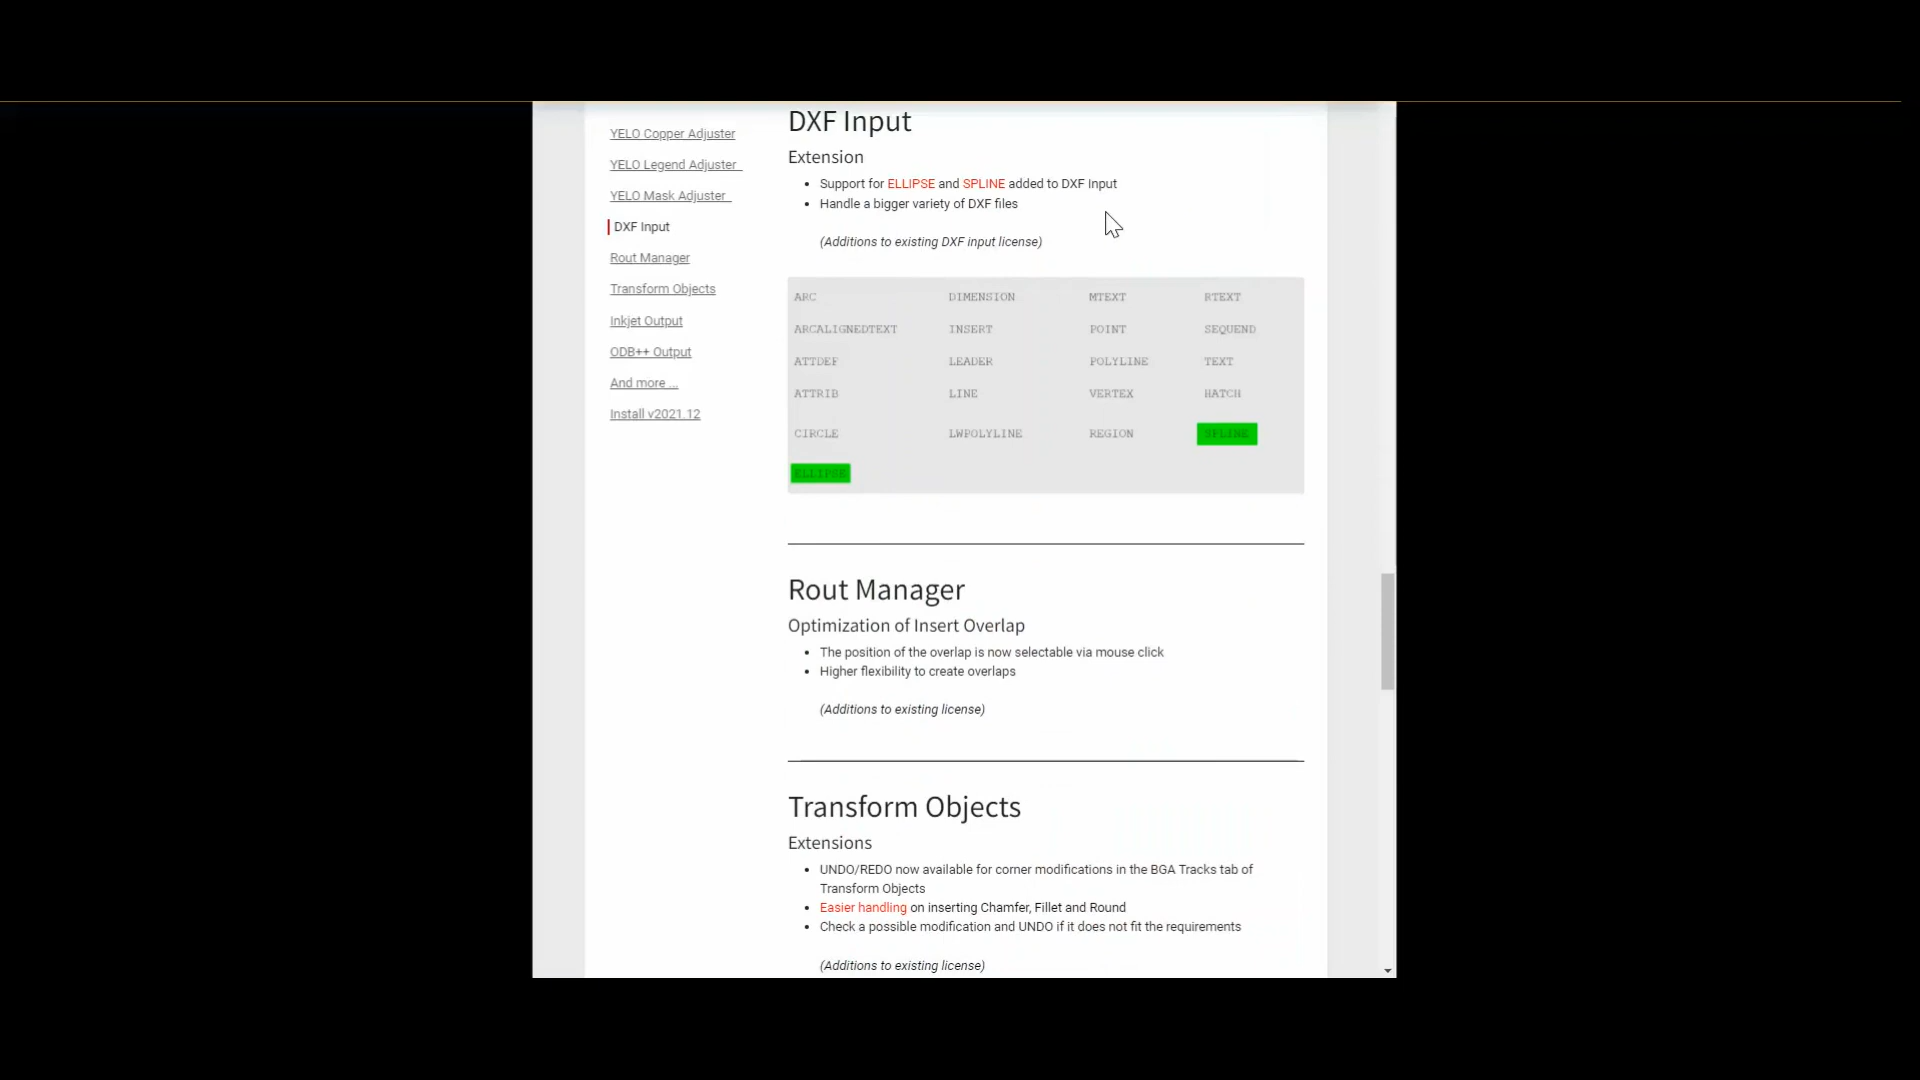 YELO Copper Adjuster
YELO Legend Adjuster
YELO Mask Adjuster
DXF Input
Rout Manager
Transform Objects
Inkjet Output
ODB++ Output
And more ...
Install v2021.12
DXF Input
Extension
• Support for ELLIPSE and SPLINE added to DXF Input
• Handle a bigger variety of DXF files
(Additions to existing DXF input license)
ARC DIMENSION MTEXT RTEXT
ARCALIGNEDTEXT INSERT POINT SEQUEND
ATTDEF LEADER POLYLINE TEXT
ATTRIB LINE VERTEX HATCH
CIRCLE LWPOLYLINE REGION SPLINE
ELLIPSE
Rout Manager
Optimization of Insert Overlap
• The position of the overlap is now selectable via mouse click
• Higher flexibility to create overlaps
(Additions to existing license)
Transform Objects
Extensions
• UNDO/REDO now available for corner modifications in the BGA Tracks tab of
Transform Objects
• Easier handling on inserting Chamfer, Fillet and Round
• Check a possible modification and UNDO if it does not fit the requirements
(Additions to existing license)